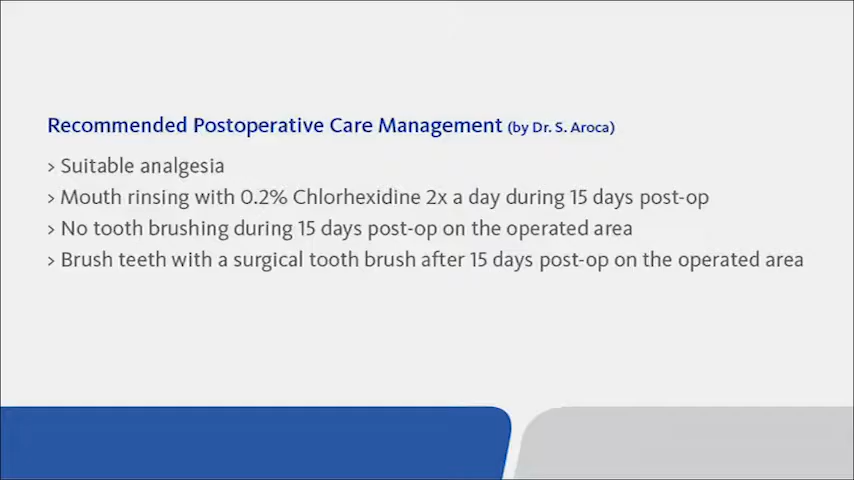 Recommended Postoperative Care Management (by Dr. S. Aroca)
> Suitable analgesia
> Mouth rinsing with 0.2% Chlorhexidine 2x a day during 15 days post-op
> No tooth brushing during 15 days post-op on the operated area
> Brush teeth with a surgical tooth brush after 15 days post-op on the operated area